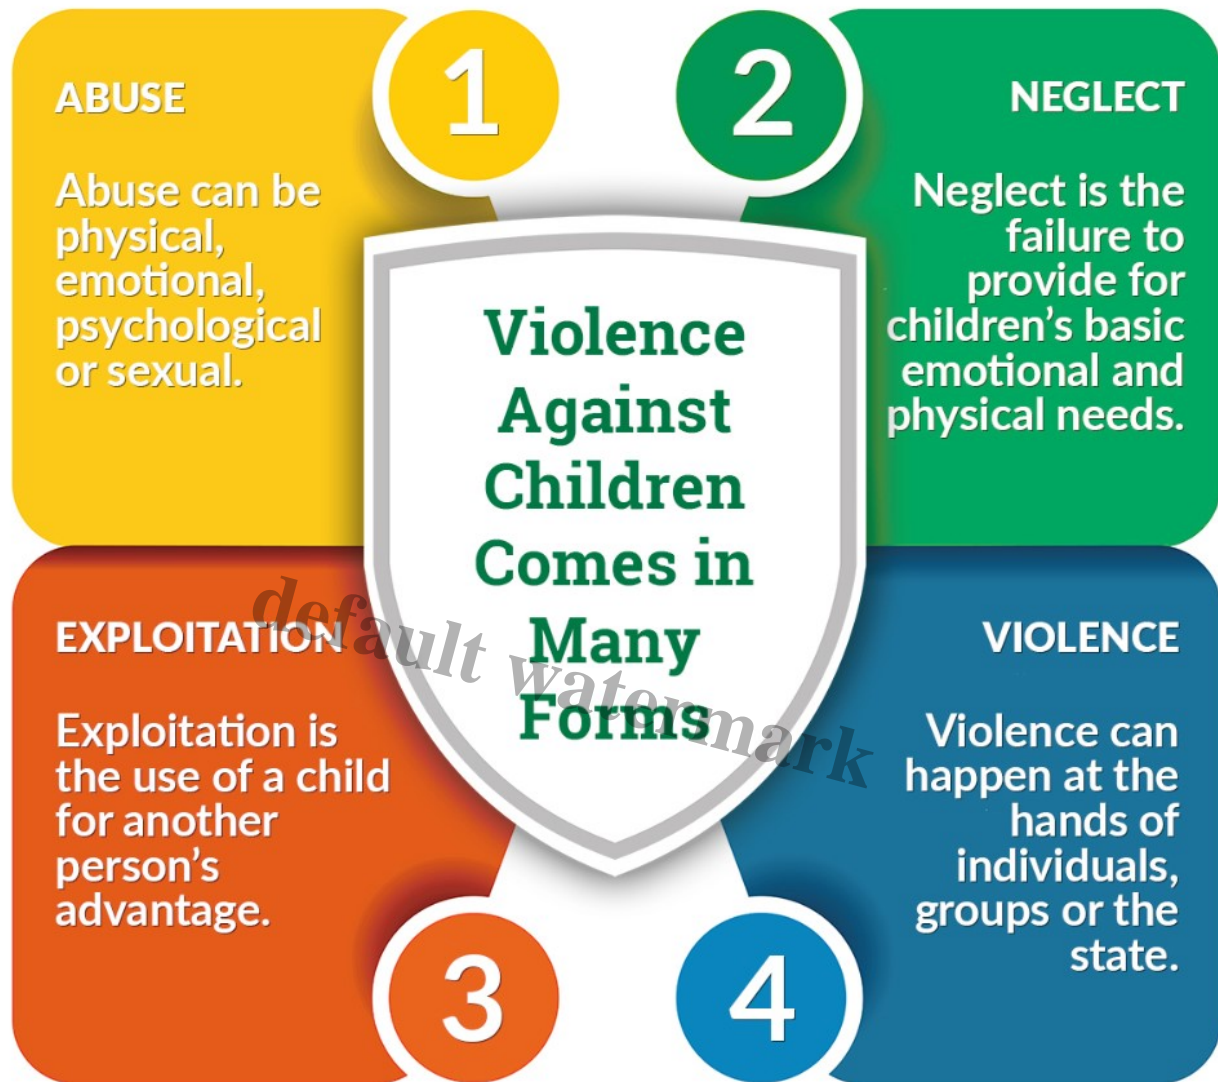 1
ABUSE
Abuse can be
physical,
emotional,
psychological
or sexual.
2
NEGLECT
Neglect is the
failure to
provide for
children’s basic
emotional and
physical needs.
Violence
Against
Children
Comes in
Many
Forms
EXPLOITATION
Exploitation is
the use of a child
for another
person’s
advantage.
3
VIOLENCE
Violence can
happen at the
hands of
individuals,
groups or the
state.
4
default watermark